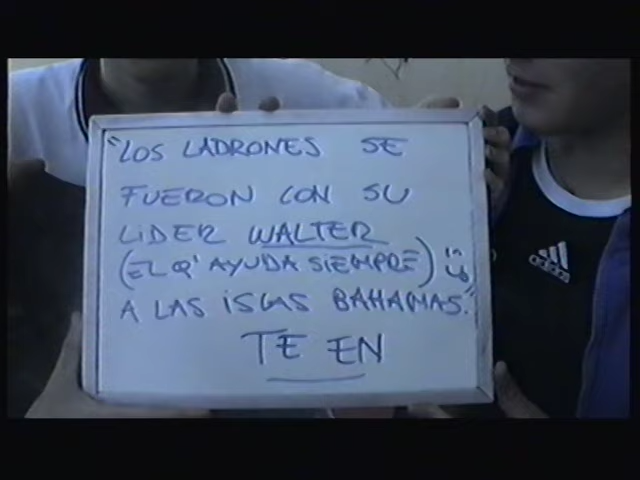 "LOS LADRONES SE
FUERON CON SU
LIDER WALTER
(EL Q' AYUDA SIEMPRE)
A LAS ISLAS BAHAMAS."
TE EN
adidas